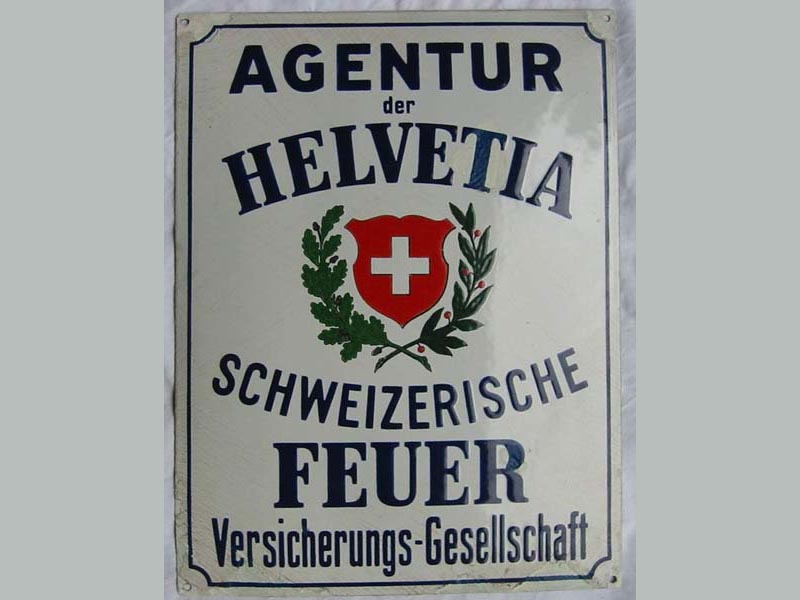 AGENTUR
der
HELVETIA
SCHWEIZERISCHE
FEUER
Versicherungs-Gesellschaft